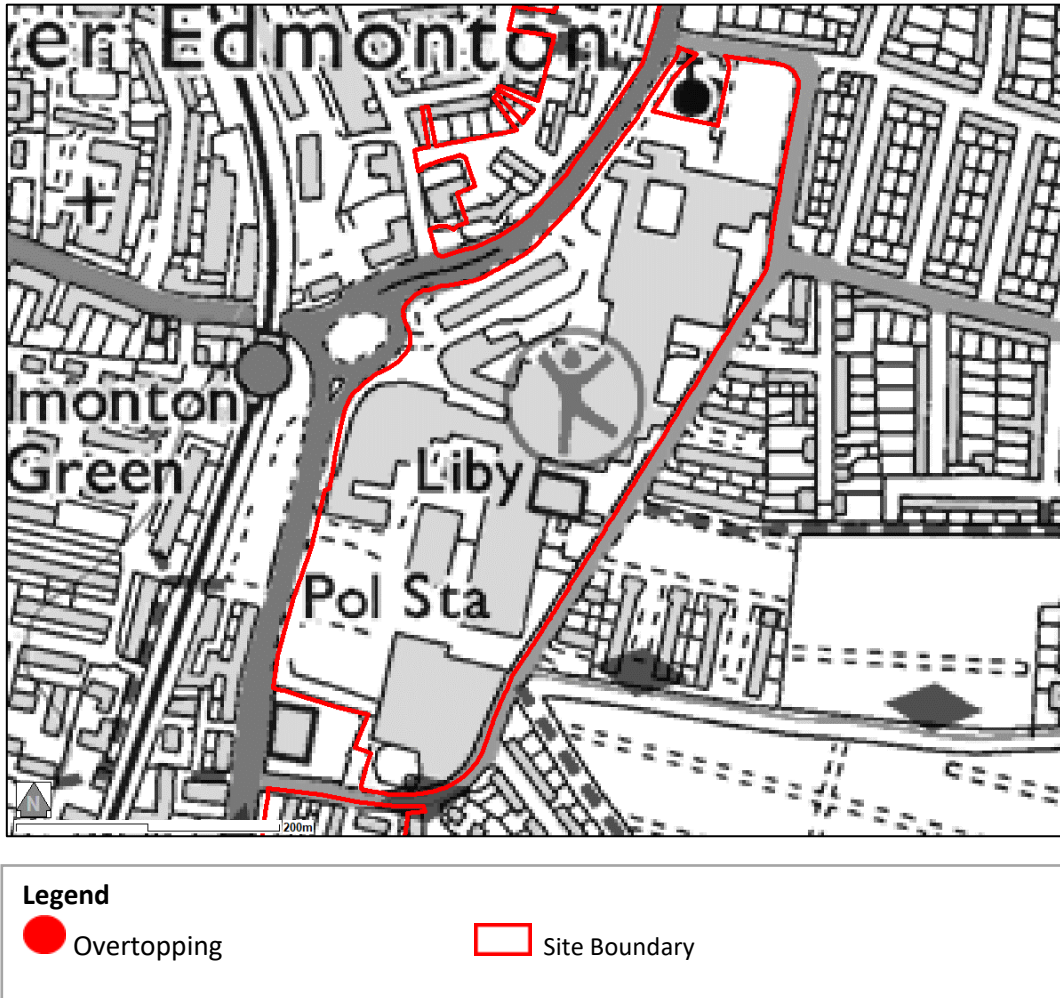 er Edmonton
lmonton
Green
Liby
Pol Sta
N
200m
Legend
Overtopping
Site Boundary